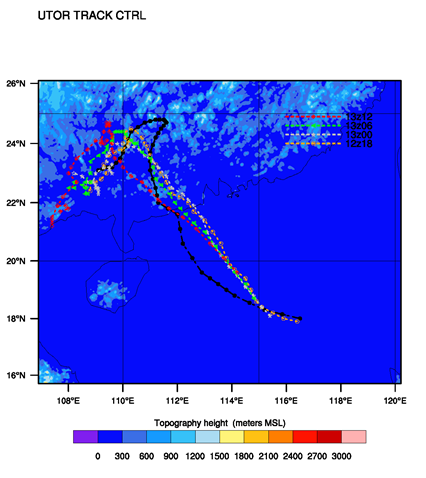 UTOR TRACK CTRL
26°N
24°N
22°N
20°N
18°N
16°N
13z12
13z06
13z00
12z18
108°E 110°E 112°E 114°E 116°E 118°E 120°E
Topography height (meters MSL)
0 300 600 900 1200 1500 1800 2100 2400 2700 3000